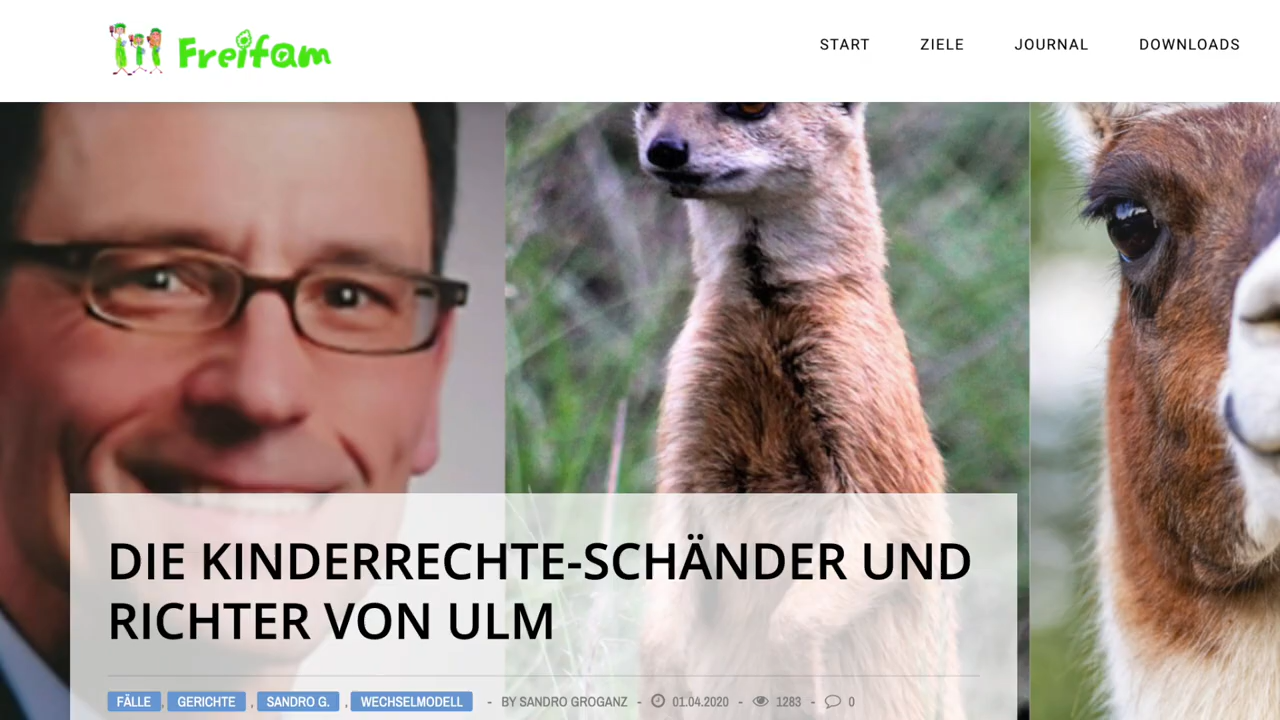 Freifam
START ZIELE JOURNAL DOWNLOADS
DIE KINDERRECHTE-SCHÄNDER UND
RICHTER VON ULM
FÄLLE , GERICHTE , SANDRO G. , WECHSELMODELL - BY SANDRO GROGANZ - 01.04.2020 - 1283 - 0